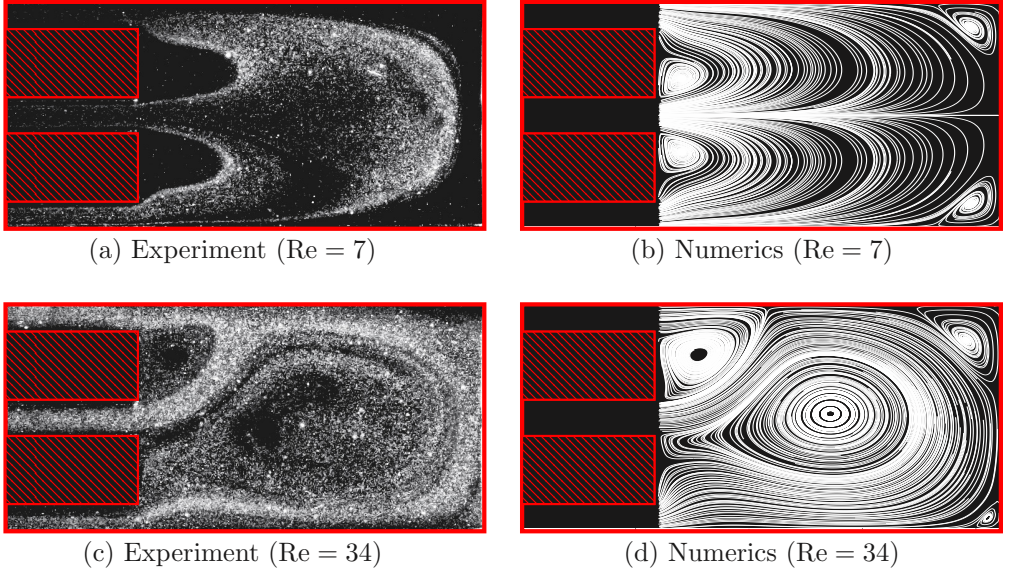 (a) Experiment (Re = 7)
(b) Numerics (Re = 7)
(c) Experiment (Re = 34)
(d) Numerics (Re = 34)